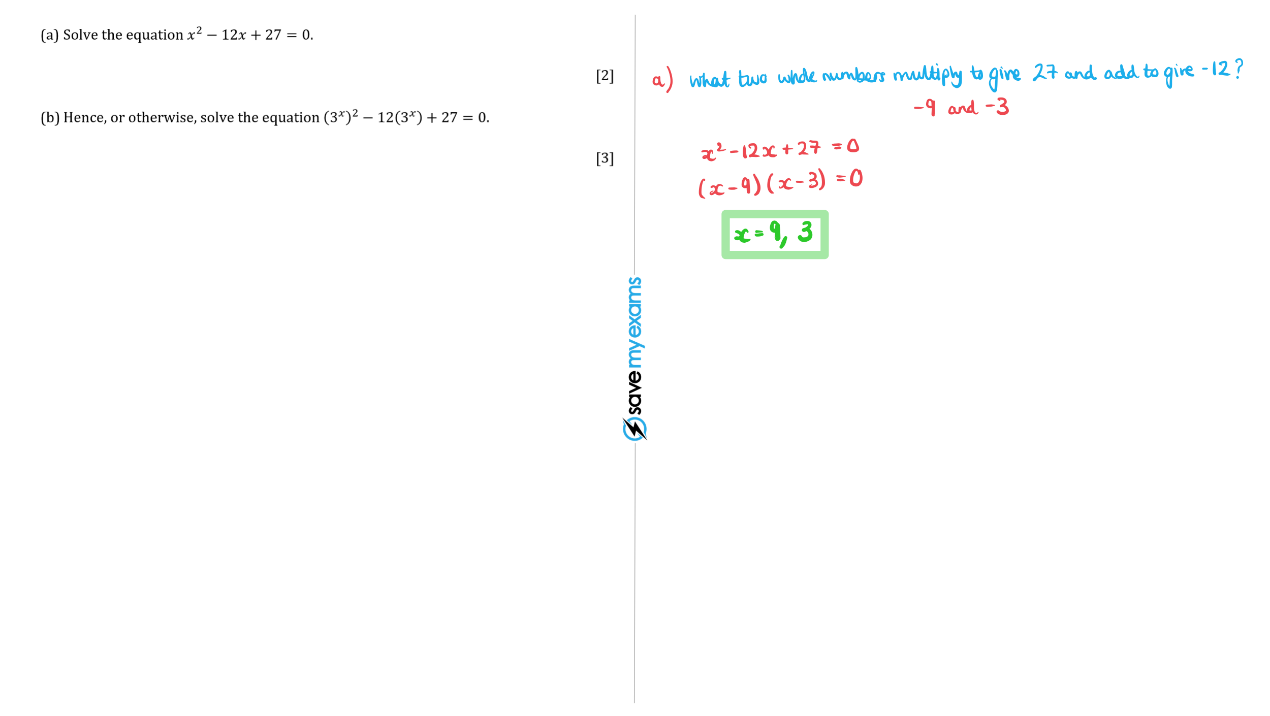 (a) Solve the equation x² − 12x + 27 = 0.
[2]
(b) Hence, or otherwise, solve the equation (3ˣ)² − 12(3ˣ) + 27 = 0.
[3]
a) what two whole numbers multiply to give 27 and add to give -12?
-9 and -3
x² - 12x + 27 = 0
(x - 9)(x - 3) = 0
x = 9, 3
save my exams